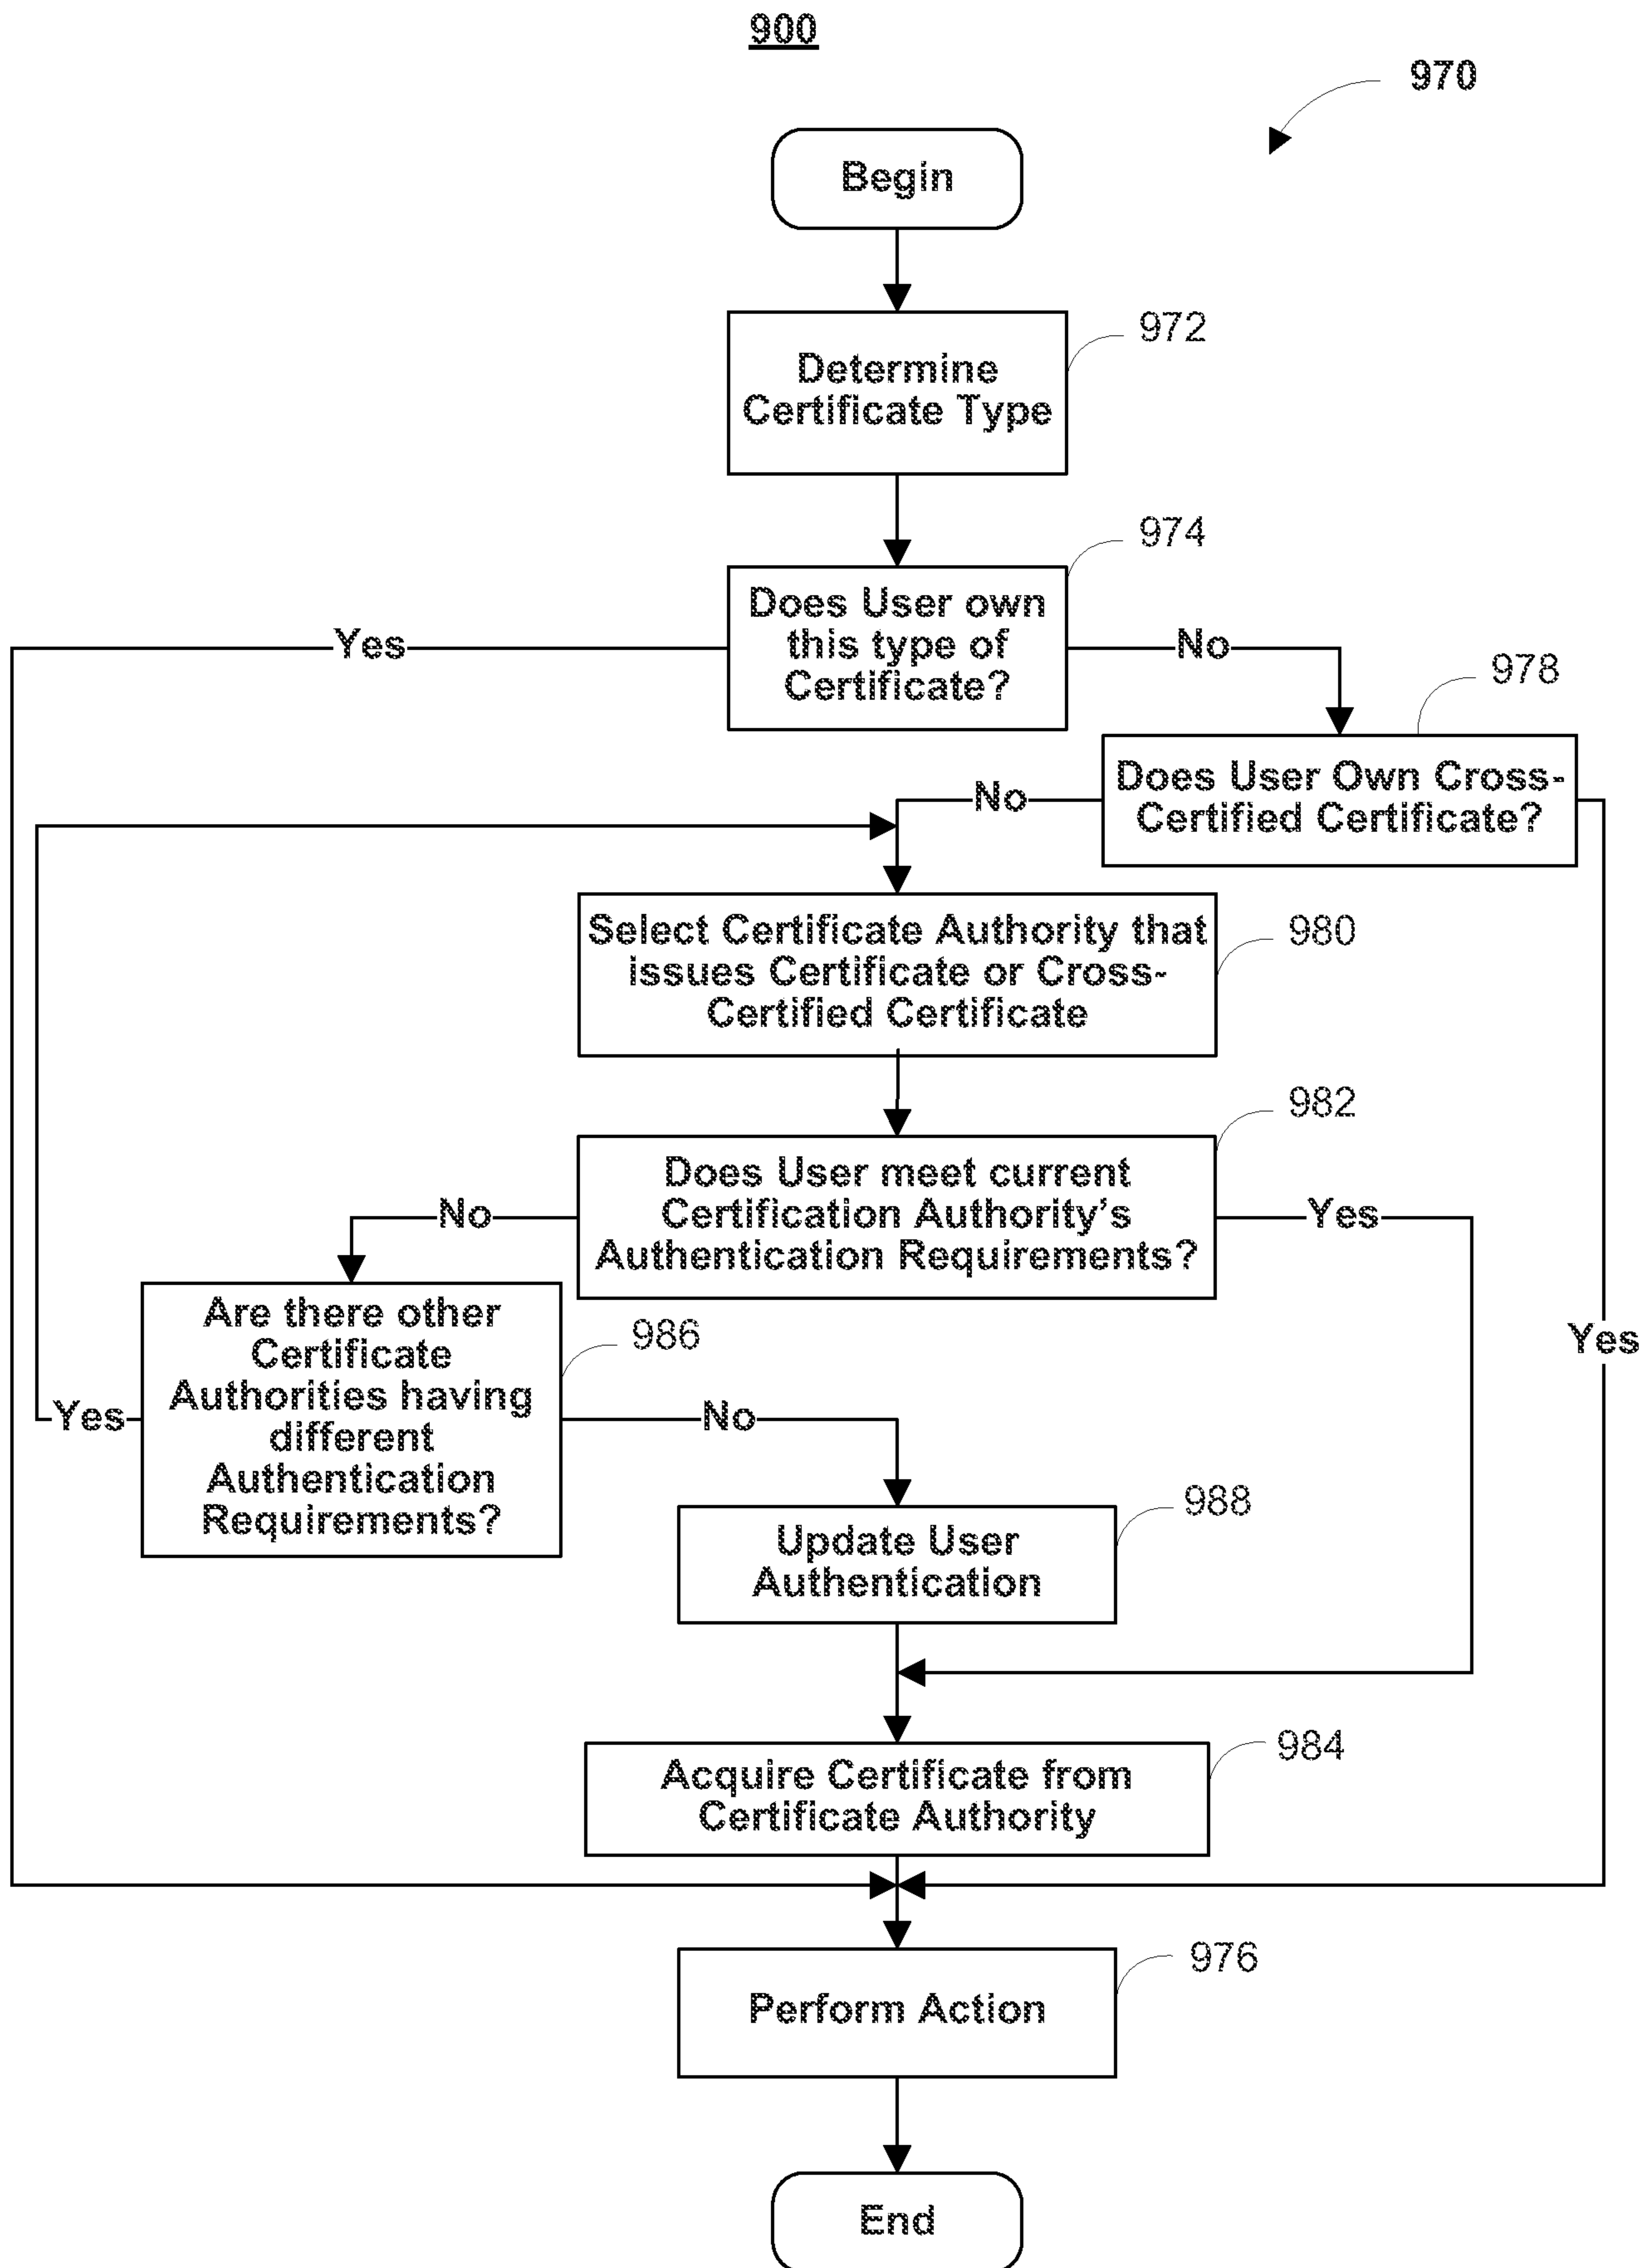 900
970
Begin
972
Determine
Certificate Type
974
Does User own
this type of
Certificate?
Yes
No
978
Does User Own Cross-
Certified Certificate?
No
980
Select Certificate Authority that
issues Certificate or Cross-
Certified Certificate
982
Does User meet current
Certification Authority's
Authentication Requirements?
No
Yes
Are there other
Certificate
Authorities having
different
Authentication
Requirements?
986
Yes
Yes
No
988
Update User
Authentication
984
Acquire Certificate from
Certificate Authority
976
Perform Action
End